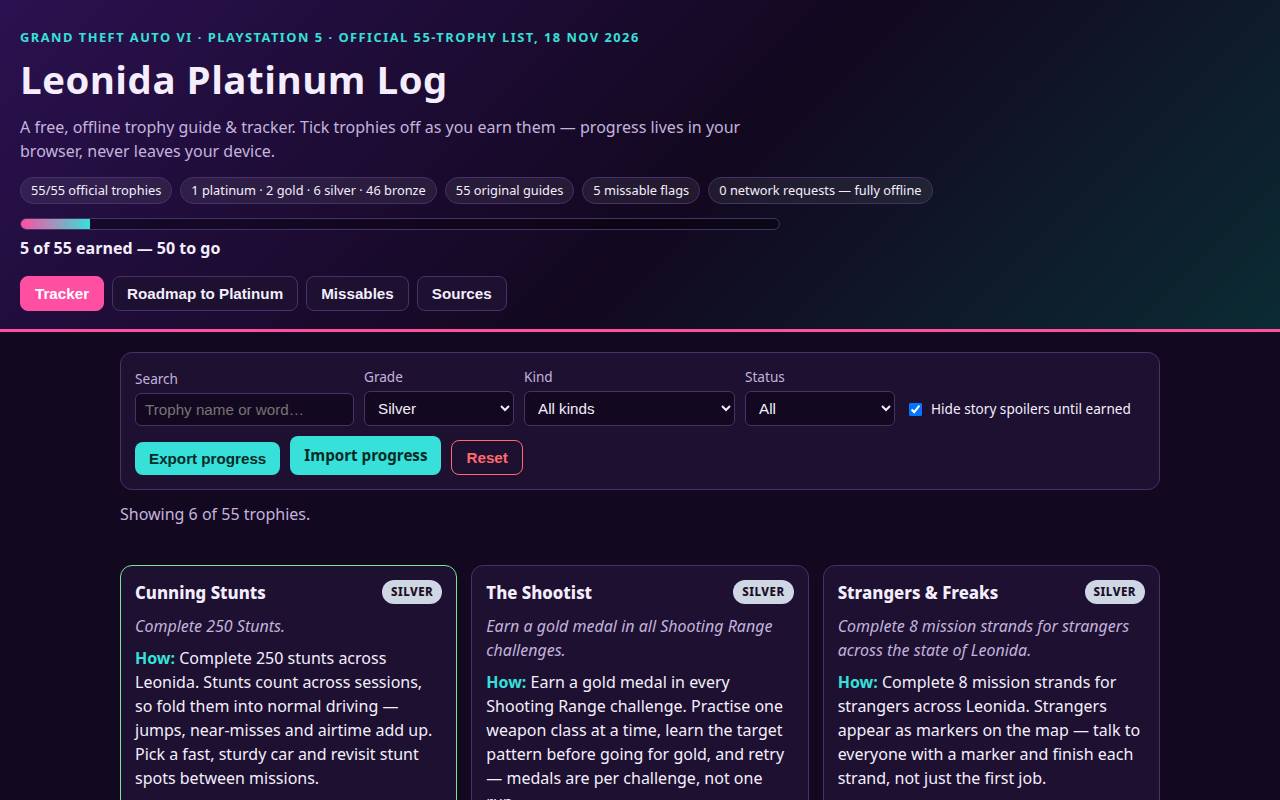 GRAND THEFT AUTO VI · PLAYSTATION 5 · OFFICIAL 55-TROPHY LIST, 18 NOV 2026
Leonida Platinum Log
A free, offline trophy guide & tracker. Tick trophies off as you earn them — progress lives in your
browser, never leaves your device.
55/55 official trophies
1 platinum · 2 gold · 6 silver · 46 bronze
55 original guides
5 missable flags
0 network requests — fully offline
5 of 55 earned — 50 to go
Tracker
Roadmap to Platinum
Missables
Sources
Search
Grade
Kind
Status
Trophy name or word…
Silver
All kinds
All
Hide story spoilers until earned
Export progress
Import progress
Reset
Showing 6 of 55 trophies.
Cunning Stunts
SILVER
Complete 250 Stunts.
How: Complete 250 stunts across
Leonida. Stunts count across sessions,
so fold them into normal driving —
jumps, near-misses and airtime add up.
Pick a fast, sturdy car and revisit stunt
spots between missions.
The Shootist
SILVER
Earn a gold medal in all Shooting Range
challenges.
How: Earn a gold medal in every
Shooting Range challenge. Practise one
weapon class at a time, learn the target
pattern before going for gold, and retry
— medals are per challenge, not one
Strangers & Freaks
SILVER
Complete 8 mission strands for strangers
across the state of Leonida.
How: Complete 8 mission strands for
strangers across Leonida. Strangers
appear as markers on the map — talk to
everyone with a marker and finish each
strand, not just the first job.